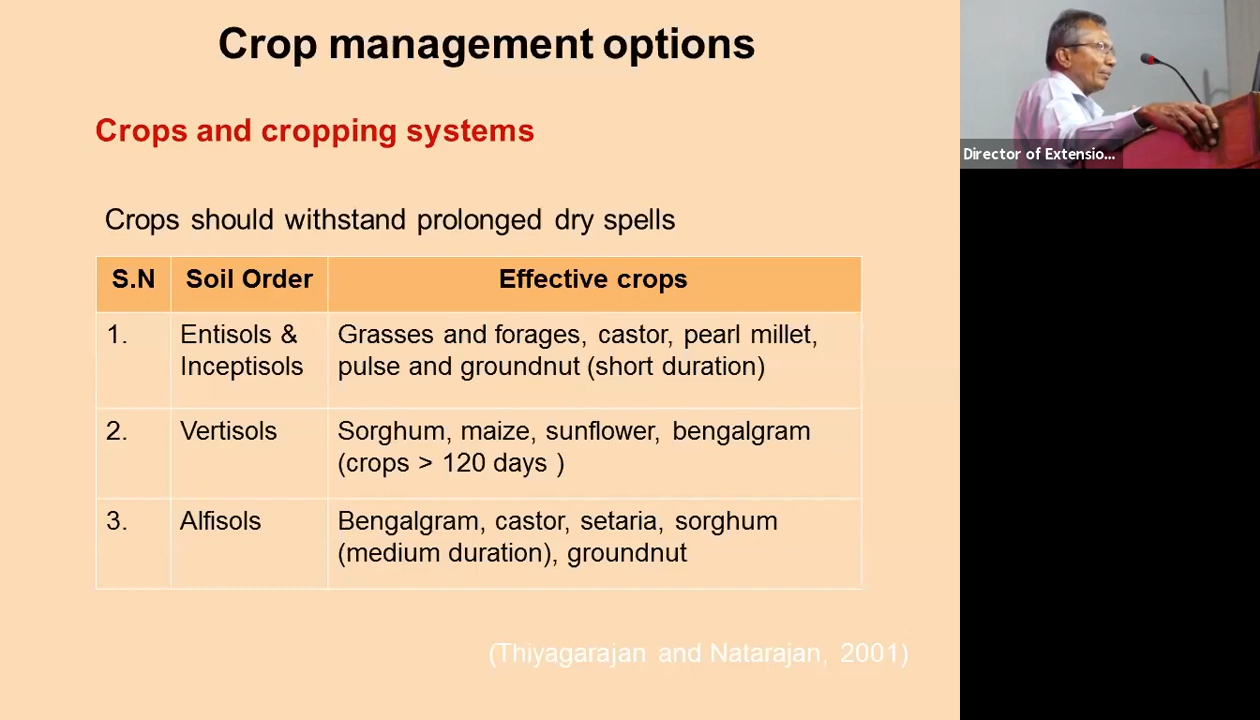 Crop management options
Crops and cropping systems
Crops should withstand prolonged dry spells
S.N Soil Order Effective crops
1. Entisols & Grasses and forages, castor, pearl millet,
Inceptisols pulse and groundnut (short duration)
2. Vertisols Sorghum, maize, sunflower, bengalgram
(crops > 120 days )
3. Alfisols Bengalgram, castor, setaria, sorghum
(medium duration), groundnut
(Thiyagarajan and Natarajan, 2001)
Director of Extensio...